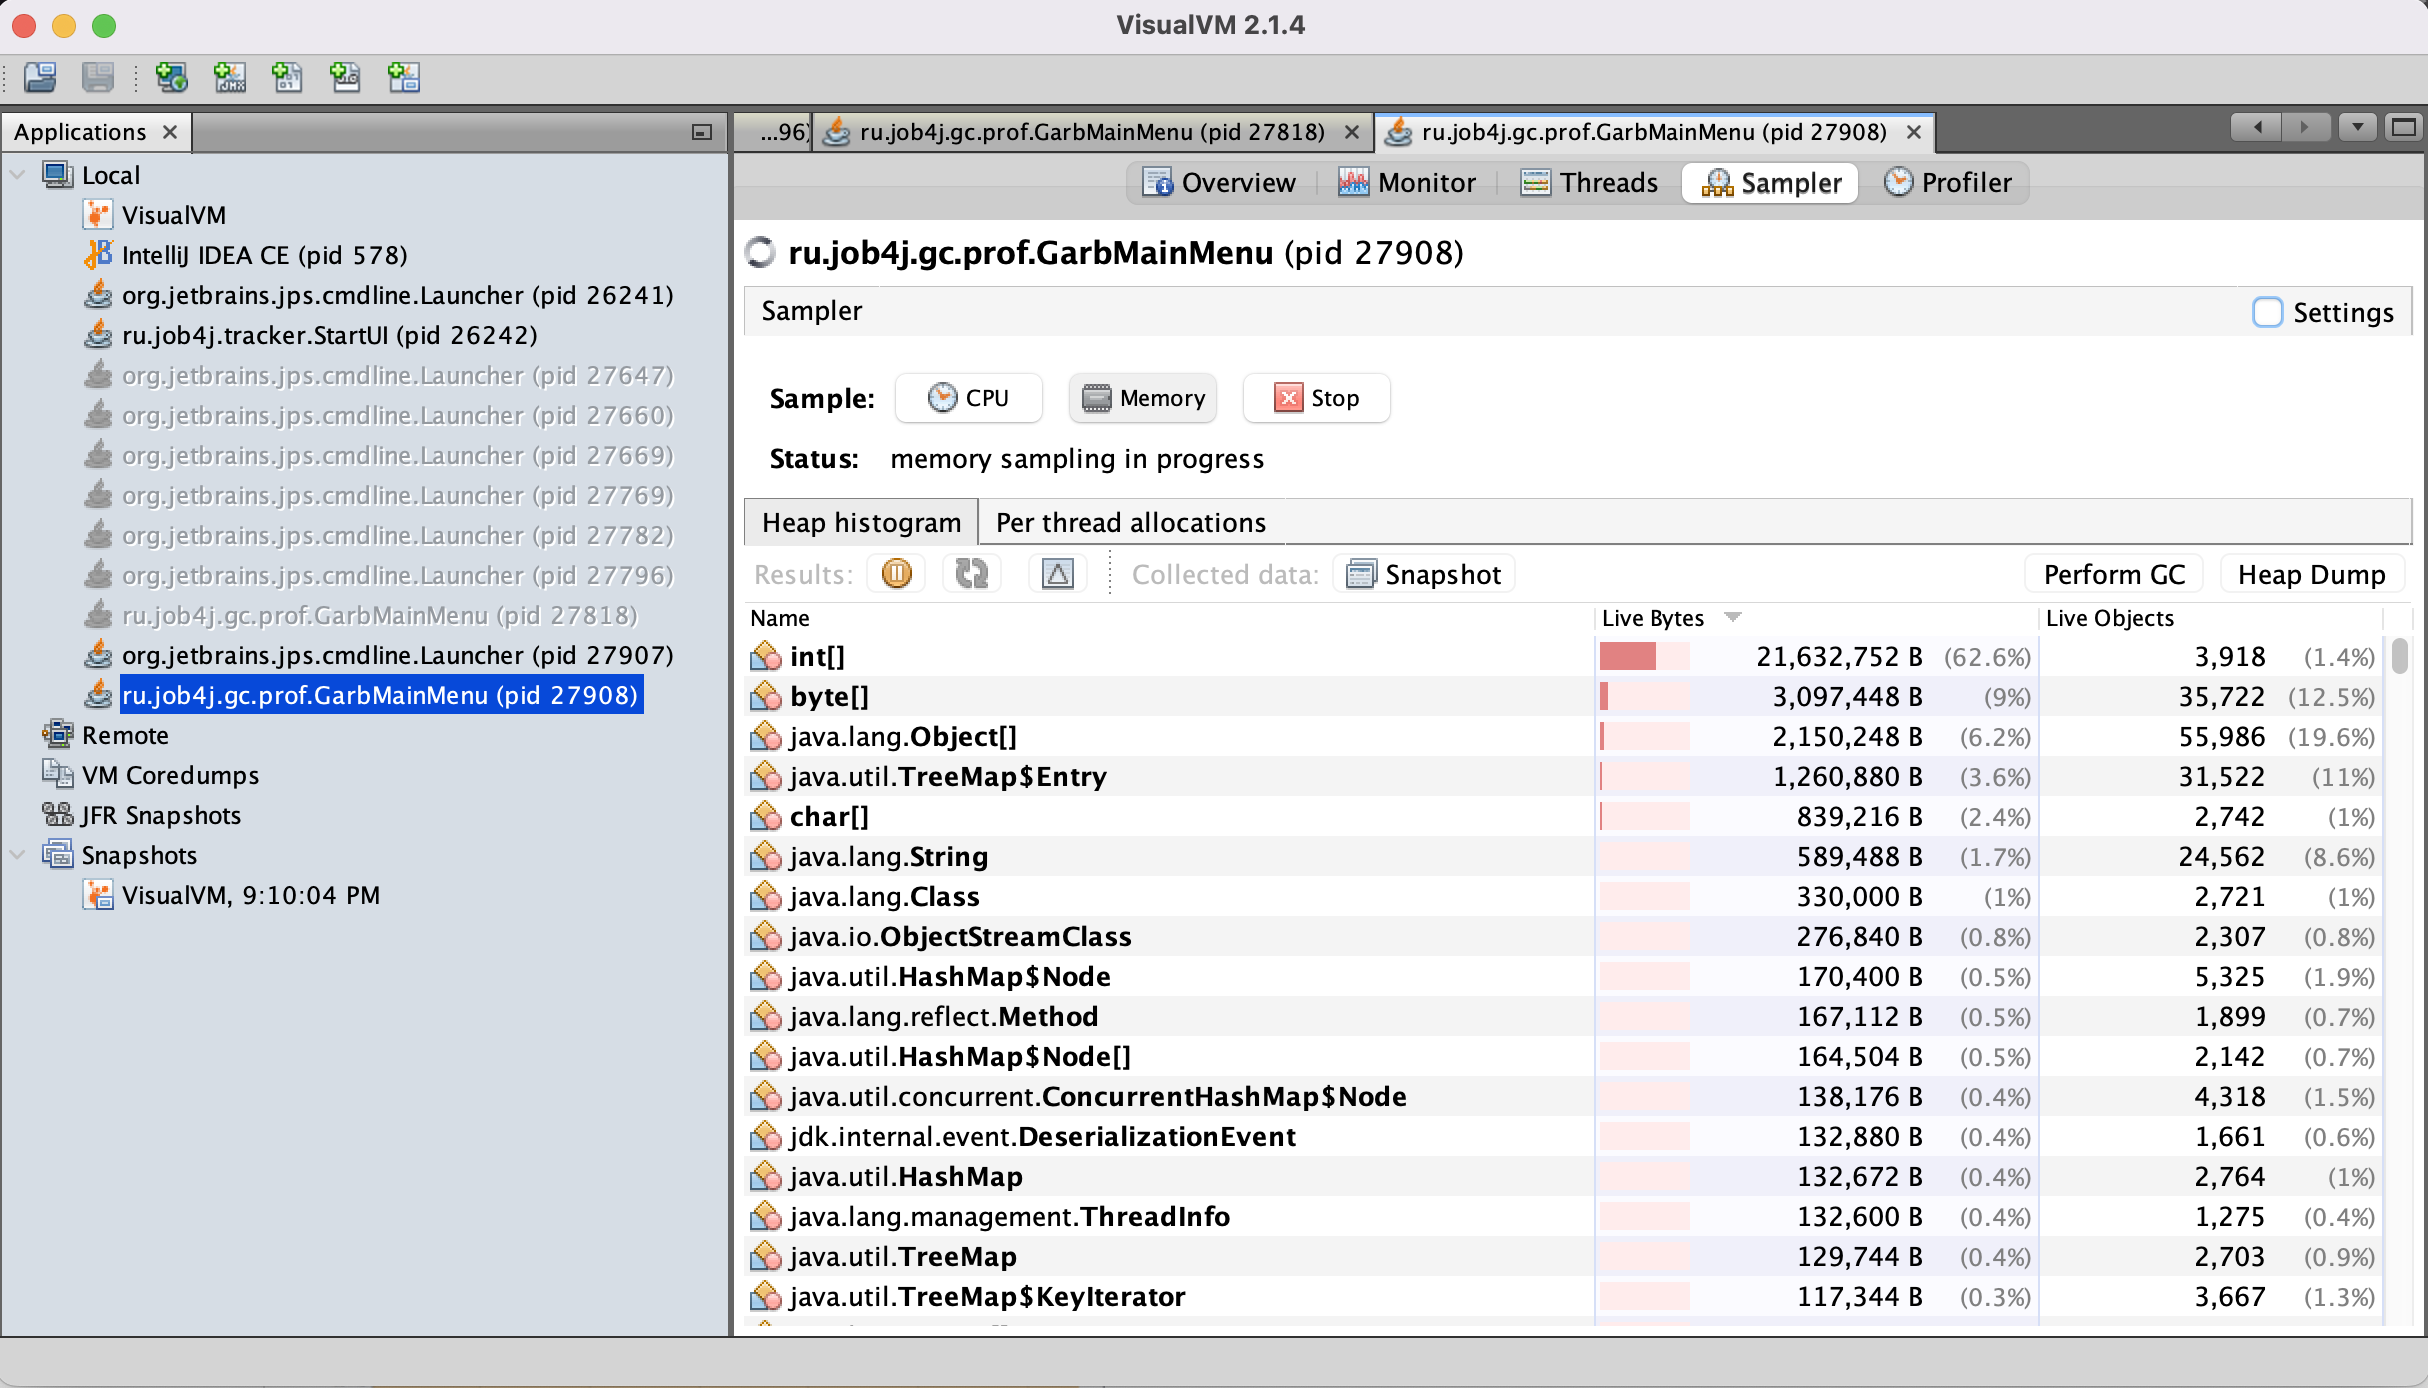 VisualVM 2.1.4
Applications
...96)
ru.job4j.gc.prof.GarbMainMenu (pid 27818)
ru.job4j.gc.prof.GarbMainMenu (pid 27908)
Local
VisualVM
IntelliJ IDEA CE (pid 578)
org.jetbrains.jps.cmdline.Launcher (pid 26241)
ru.job4j.tracker.StartUI (pid 26242)
org.jetbrains.jps.cmdline.Launcher (pid 27647)
org.jetbrains.jps.cmdline.Launcher (pid 27660)
org.jetbrains.jps.cmdline.Launcher (pid 27669)
org.jetbrains.jps.cmdline.Launcher (pid 27769)
org.jetbrains.jps.cmdline.Launcher (pid 27782)
org.jetbrains.jps.cmdline.Launcher (pid 27796)
ru.job4j.gc.prof.GarbMainMenu (pid 27818)
org.jetbrains.jps.cmdline.Launcher (pid 27907)
ru.job4j.gc.prof.GarbMainMenu (pid 27908)
Remote
VM Coredumps
JFR Snapshots
Snapshots
VisualVM, 9:10:04 PM
Overview Monitor Threads Sampler Profiler
ru.job4j.gc.prof.GarbMainMenu (pid 27908)
Sampler Settings
Sample: CPU Memory Stop
Status: memory sampling in progress
Heap histogram Per thread allocations
Results: Collected data: Snapshot Perform GC Heap Dump
Name Live Bytes Live Objects
int[] 21,632,752 B (62.6%) 3,918 (1.4%)
byte[] 3,097,448 B (9%) 35,722 (12.5%)
java.lang.Object[] 2,150,248 B (6.2%) 55,986 (19.6%)
java.util.TreeMap$Entry 1,260,880 B (3.6%) 31,522 (11%)
char[] 839,216 B (2.4%) 2,742 (1%)
java.lang.String 589,488 B (1.7%) 24,562 (8.6%)
java.lang.Class 330,000 B (1%) 2,721 (1%)
java.io.ObjectStreamClass 276,840 B (0.8%) 2,307 (0.8%)
java.util.HashMap$Node 170,400 B (0.5%) 5,325 (1.9%)
java.lang.reflect.Method 167,112 B (0.5%) 1,899 (0.7%)
java.util.HashMap$Node[] 164,504 B (0.5%) 2,142 (0.7%)
java.util.concurrent.ConcurrentHashMap$Node 138,176 B (0.4%) 4,318 (1.5%)
jdk.internal.event.DeserializationEvent 132,880 B (0.4%) 1,661 (0.6%)
java.util.HashMap 132,672 B (0.4%) 2,764 (1%)
java.lang.management.ThreadInfo 132,600 B (0.4%) 1,275 (0.4%)
java.util.TreeMap 129,744 B (0.4%) 2,703 (0.9%)
java.util.TreeMap$KeyIterator 117,344 B (0.3%) 3,667 (1.3%)